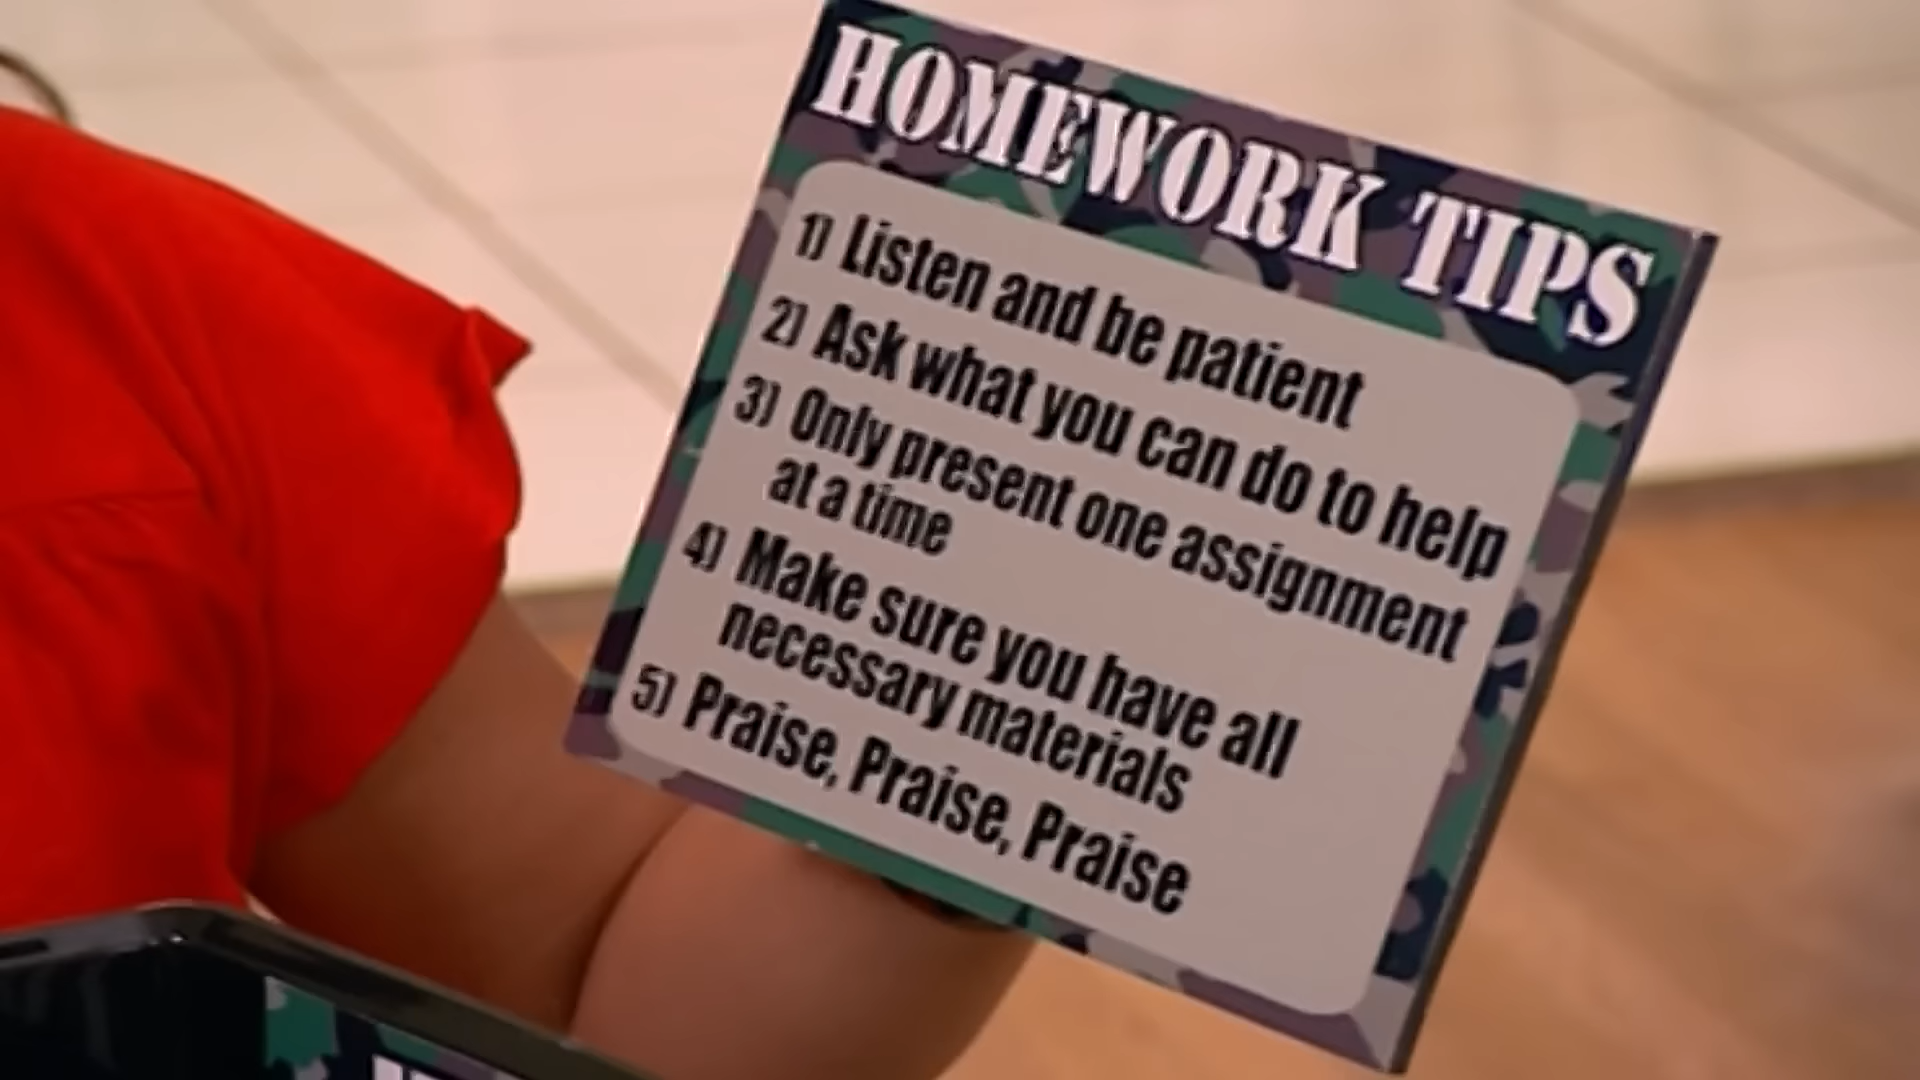 HOMEWORK TIPS
1) Listen and be patient
2) Ask what you can do to help
3) Only present one assignment
at a time
4) Make sure you have all
necessary materials
5) Praise, Praise, Praise